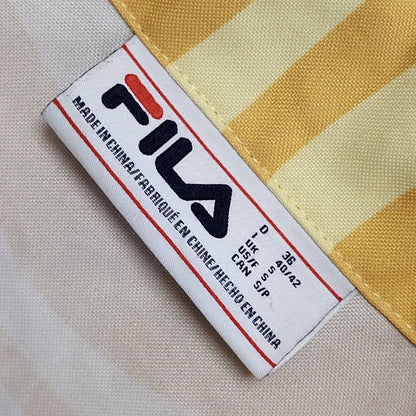 FILA
D 36
I 40/42
UK S
US/F S
CAN S/P
MADE IN CHINA/FABRIQUÉ EN CHINE/HECHO EN CHINA